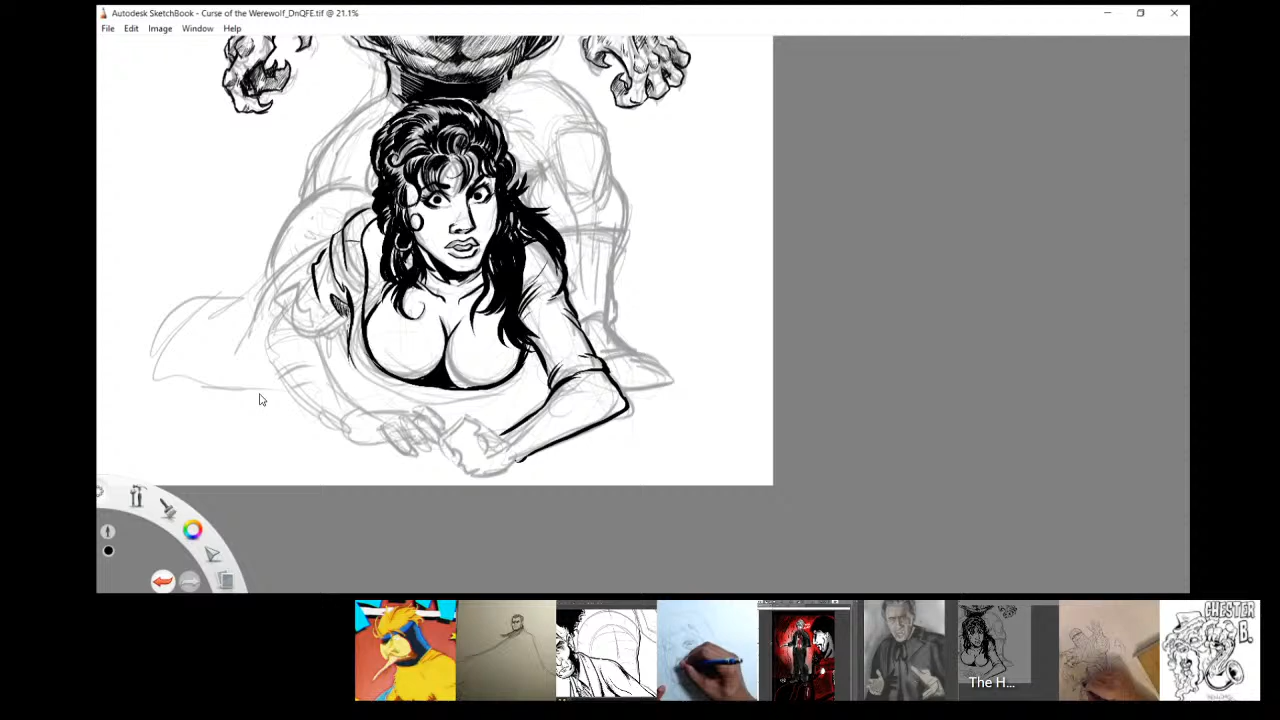 Autodesk SketchBook - Curse of the Werewolf_DnQFE.tif @ 21.1%
File Edit Image Window Help
The H...
CHESTER
B.